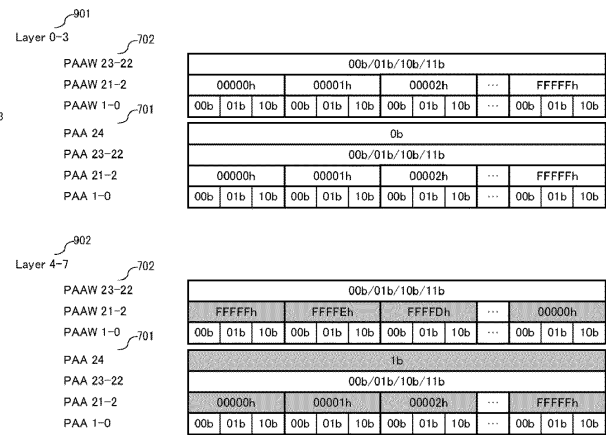 901
Layer 0-3
702
PAAW 23-22 00b/01b/10b/11b
PAAW 21-2 00000h 00001h 00002h ... FFFFFh
PAAW 1-0 00b 01b 10b 00b 01b 10b 00b 01b 10b ... 00b 01b 10b
701
3
PAA 24 0b
PAA 23-22 00b/01b/10b/11b
PAA 21-2 00000h 00001h 00002h ... FFFFFh
PAA 1-0 00b 01b 10b 00b 01b 10b 00b 01b 10b ... 00b 01b 10b
902
Layer 4-7
702
PAAW 23-22 00b/01b/10b/11b
PAAW 21-2 FFFFFh FFFFEh FFFFDh ... 00000h
PAAW 1-0 00b 01b 10b 00b 01b 10b 00b 01b 10b ... 00b 01b 10b
701
PAA 24 1b
PAA 23-22 00b/01b/10b/11b
PAA 21-2 00000h 00001h 00002h ... FFFFFh
PAA 1-0 00b 01b 10b 00b 01b 10b 00b 01b 10b ... 00b 01b 10b